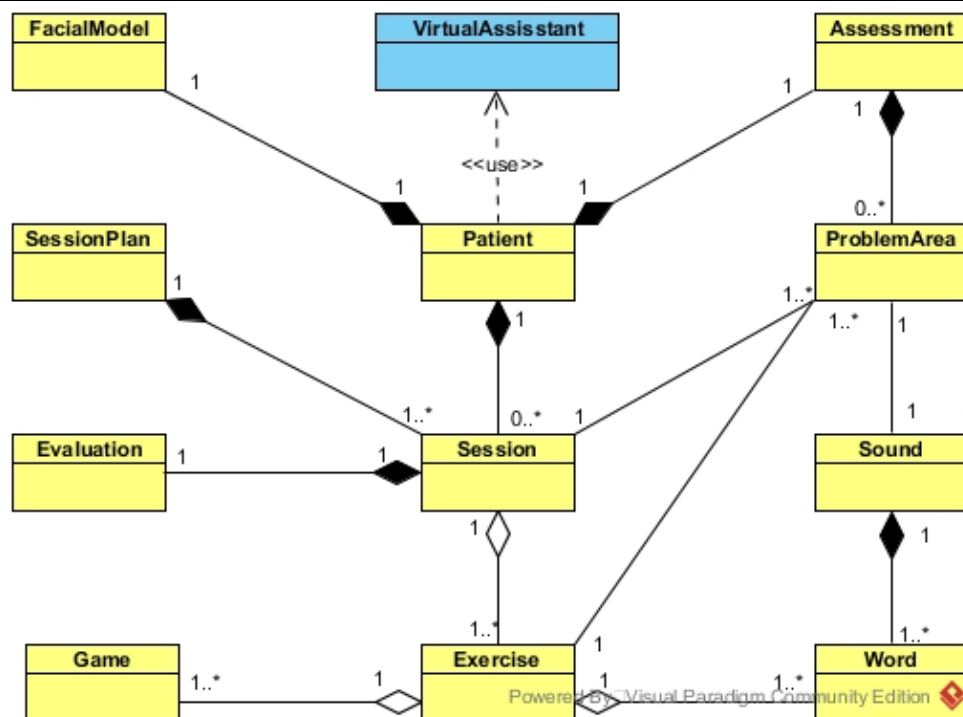 FacialModel
VirtualAssisstant
Assessment
1
1
1
<<use>>
1
1
0..*
SessionPlan
Patient
ProblemArea
1
1
1..*
1..*
1
1..*
0..*
1
1
Evaluation
Session
Sound
1
1
1
1
1..*
1
1..*
Game
Exercise
Word
1..*
1
1
1..*
Powered By Visual Paradigm Community Edition